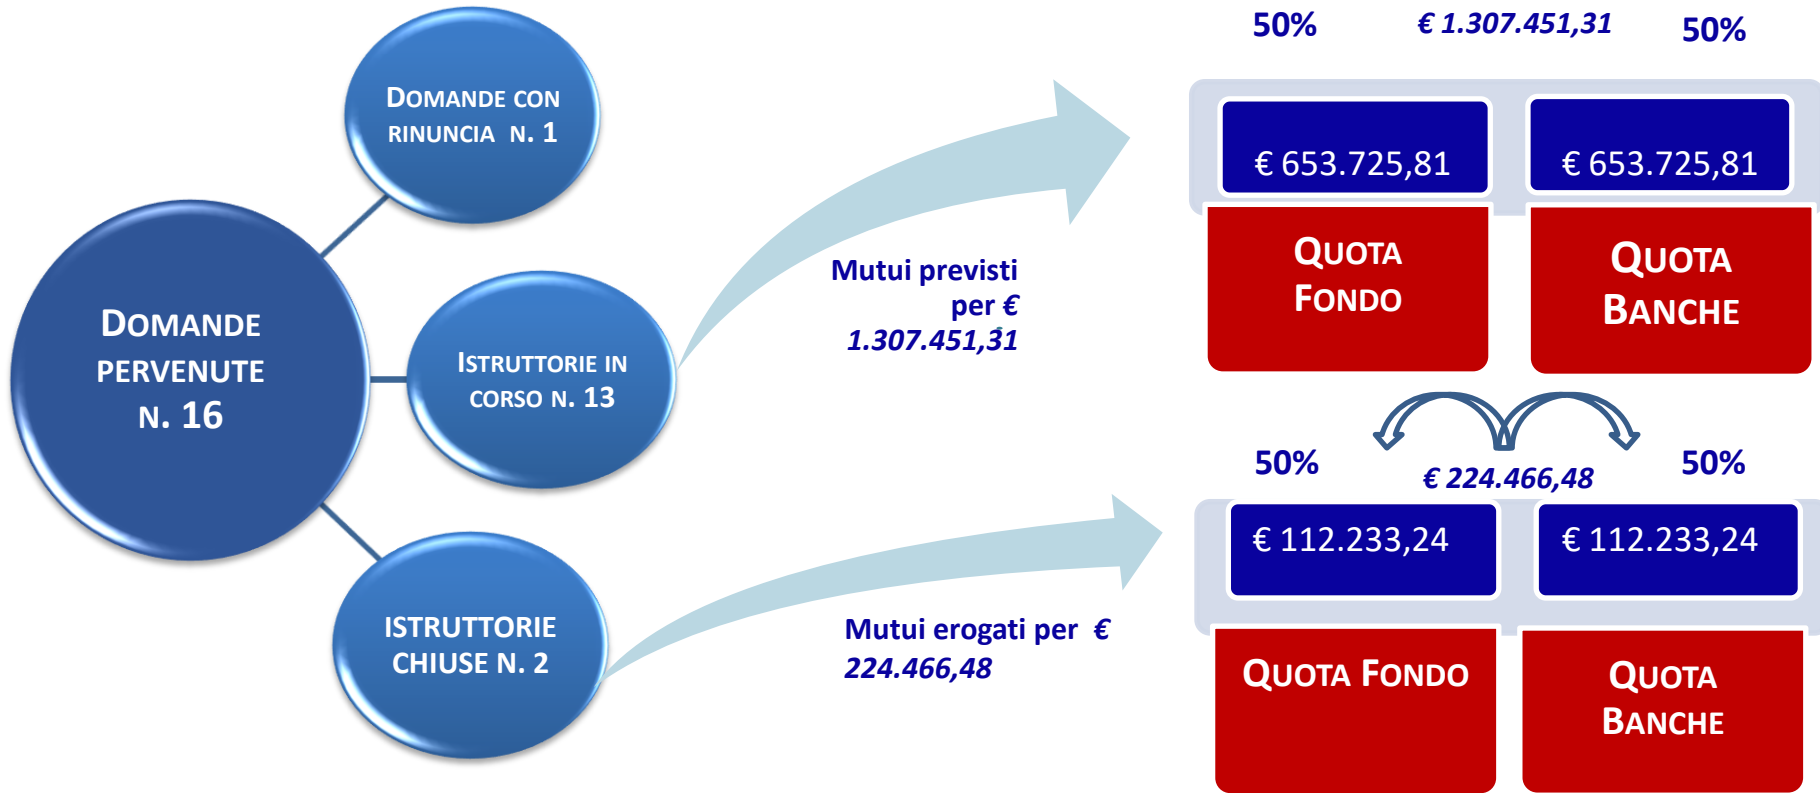 DOMANDE
PERVENUTE
N. 16
DOMANDE CON
RINUNCIA N. 1
ISTRUTTORIE IN
CORSO N. 13
ISTRUTTORIE
CHIUSE N. 2
Mutui previsti
per €
1.307.451,31
Mutui erogati per €
224.466,48
50%
€ 1.307.451,31
50%
€ 653.725,81
€ 653.725,81
QUOTA
FONDO
QUOTA
BANCHE
50%
€ 224.466,48
50%
€ 112.233,24
€ 112.233,24
QUOTA FONDO
QUOTA
BANCHE